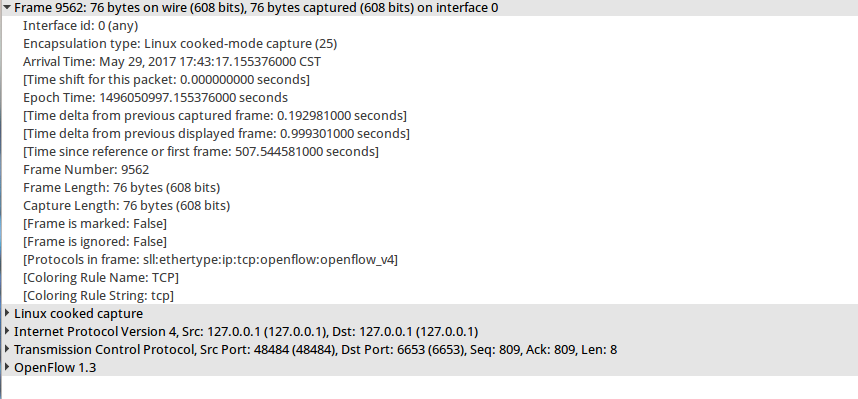 Frame 9562: 76 bytes on wire (608 bits), 76 bytes captured (608 bits) on interface 0
Interface id: 0 (any)
Encapsulation type: Linux cooked-mode capture (25)
Arrival Time: May 29, 2017 17:43:17.155376000 CST
[Time shift for this packet: 0.000000000 seconds]
Epoch Time: 1496050997.155376000 seconds
[Time delta from previous captured frame: 0.192981000 seconds]
[Time delta from previous displayed frame: 0.999301000 seconds]
[Time since reference or first frame: 507.544581000 seconds]
Frame Number: 9562
Frame Length: 76 bytes (608 bits)
Capture Length: 76 bytes (608 bits)
[Frame is marked: False]
[Frame is ignored: False]
[Protocols in frame: sll:ethertype:ip:tcp:openflow:openflow_v4]
[Coloring Rule Name: TCP]
[Coloring Rule String: tcp]
Linux cooked capture
Internet Protocol Version 4, Src: 127.0.0.1 (127.0.0.1), Dst: 127.0.0.1 (127.0.0.1)
Transmission Control Protocol, Src Port: 48484 (48484), Dst Port: 6653 (6653), Seq: 809, Ack: 809, Len: 8
OpenFlow 1.3